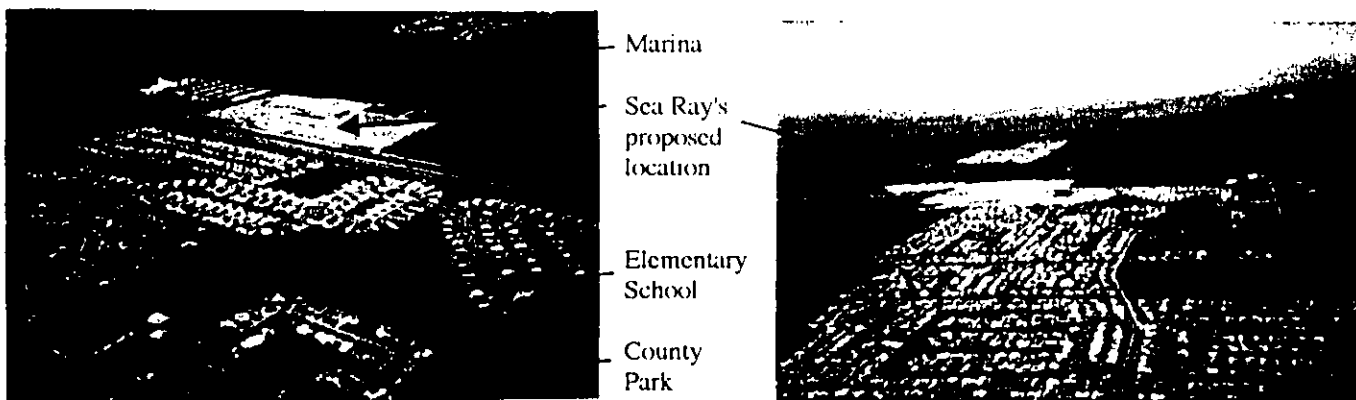 Marina
Sea Ray's
proposed
location
Elementary
School
County
Park